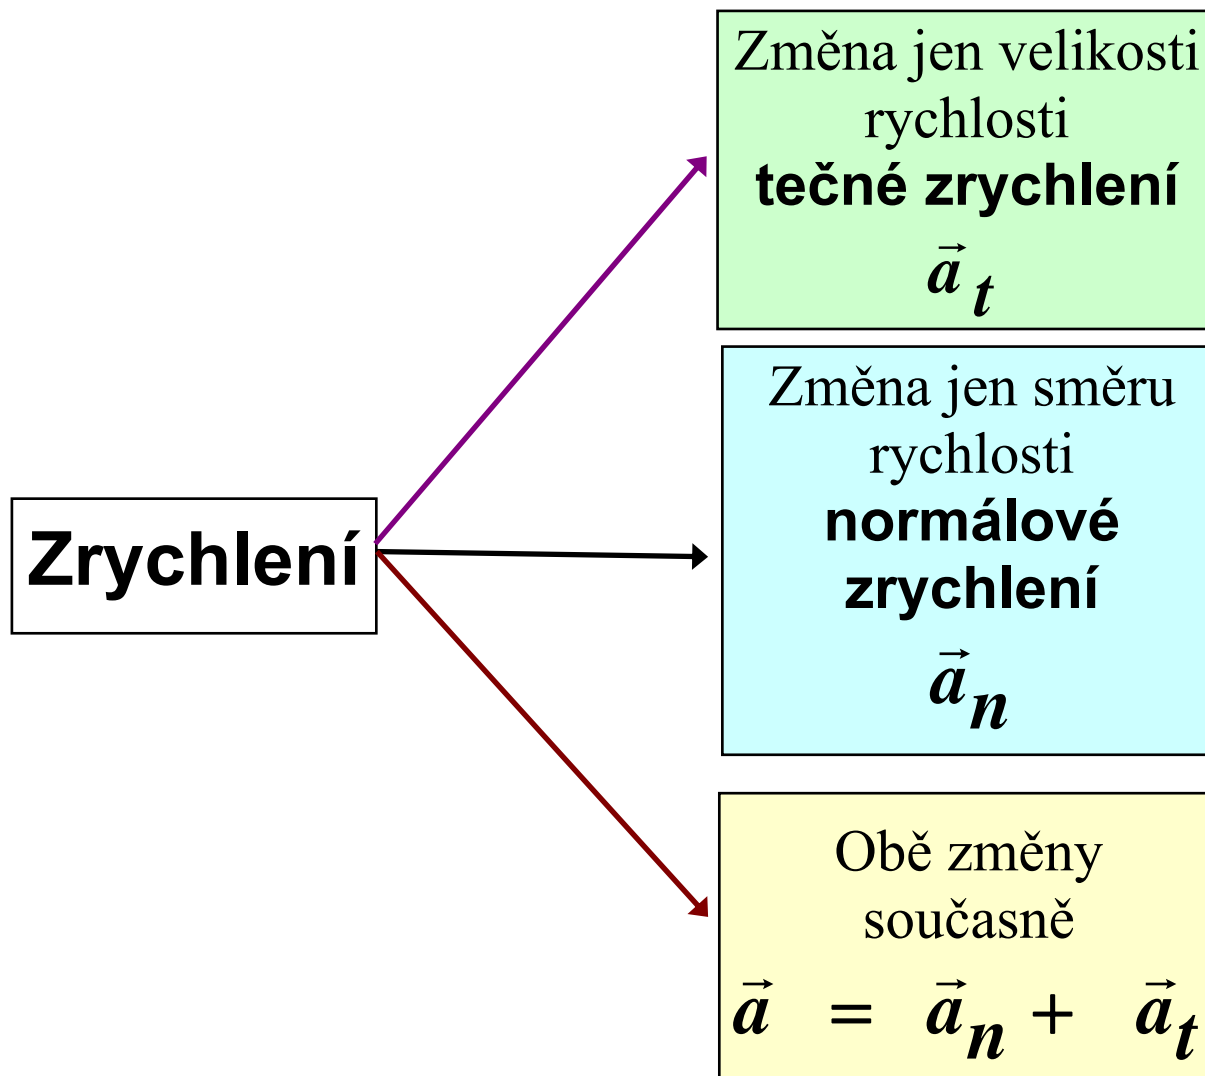 Změna jen velikosti
rychlosti
tečné zrychlení
a⃗ t
Změna jen směru
rychlosti
normálové
zrychlení
a⃗ n
Zrychlení
Obě změny
současně
a⃗ = a⃗ n + a⃗ t